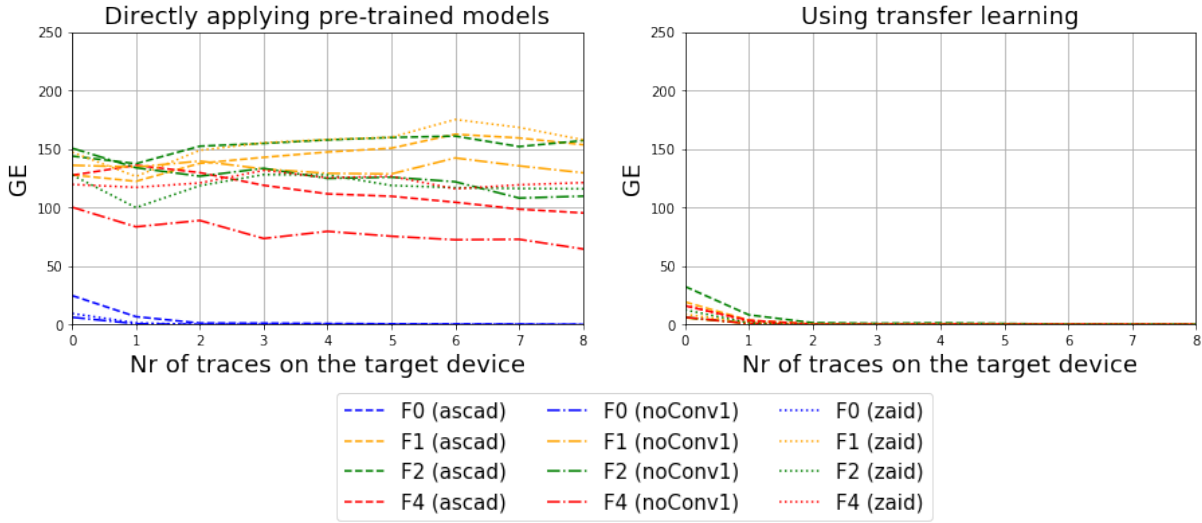 Directly applying pre-trained models
Using transfer learning
250
200
150
100
50
0
GE
0 1 2 3 4 5 6 7 8
Nr of traces on the target device
250
200
150
100
50
0
GE
0 1 2 3 4 5 6 7 8
Nr of traces on the target device
F0 (ascad) F0 (noConv1) F0 (zaid)
F1 (ascad) F1 (noConv1) F1 (zaid)
F2 (ascad) F2 (noConv1) F2 (zaid)
F4 (ascad) F4 (noConv1) F4 (zaid)